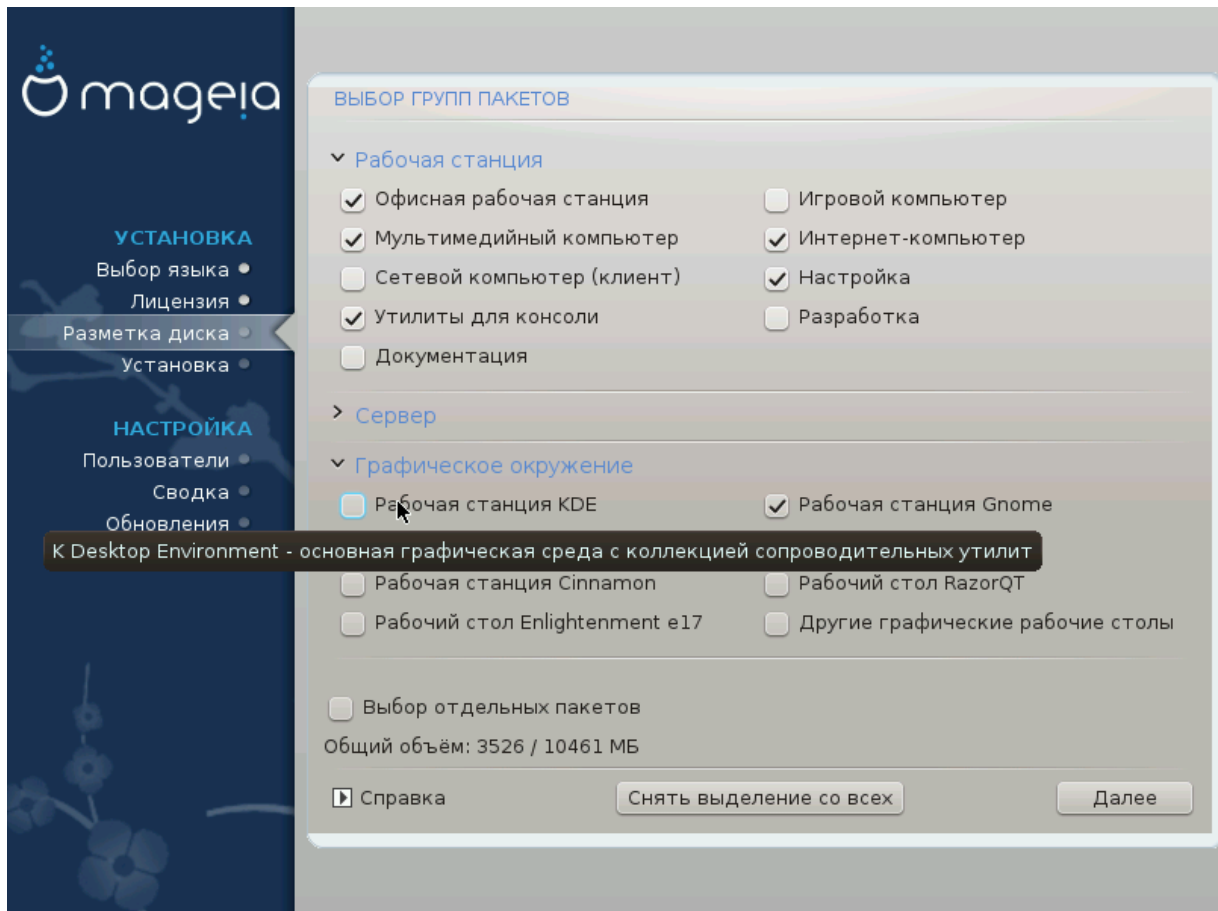 mageia
УСТАНОВКА
Выбор языка
Лицензия
Разметка диска
Установка
НАСТРОЙКА
Пользователи
Сводка
Обновления
ВЫБОР ГРУПП ПАКЕТОВ
Рабочая станция
Офисная рабочая станция
Игровой компьютер
Мультимедийный компьютер
Интернет-компьютер
Сетевой компьютер (клиент)
Настройка
Утилиты для консоли
Разработка
Документация
Сервер
Графическое окружение
Рабочая станция KDE
Рабочая станция Gnome
K Desktop Environment - основная графическая среда с коллекцией сопроводительных утилит
Рабочая станция Cinnamon
Рабочий стол RazorQT
Рабочий стол Enlightenment e17
Другие графические рабочие столы
Выбор отдельных пакетов
Общий объём: 3526 / 10461 МБ
Справка
Снять выделение со всех
Далее